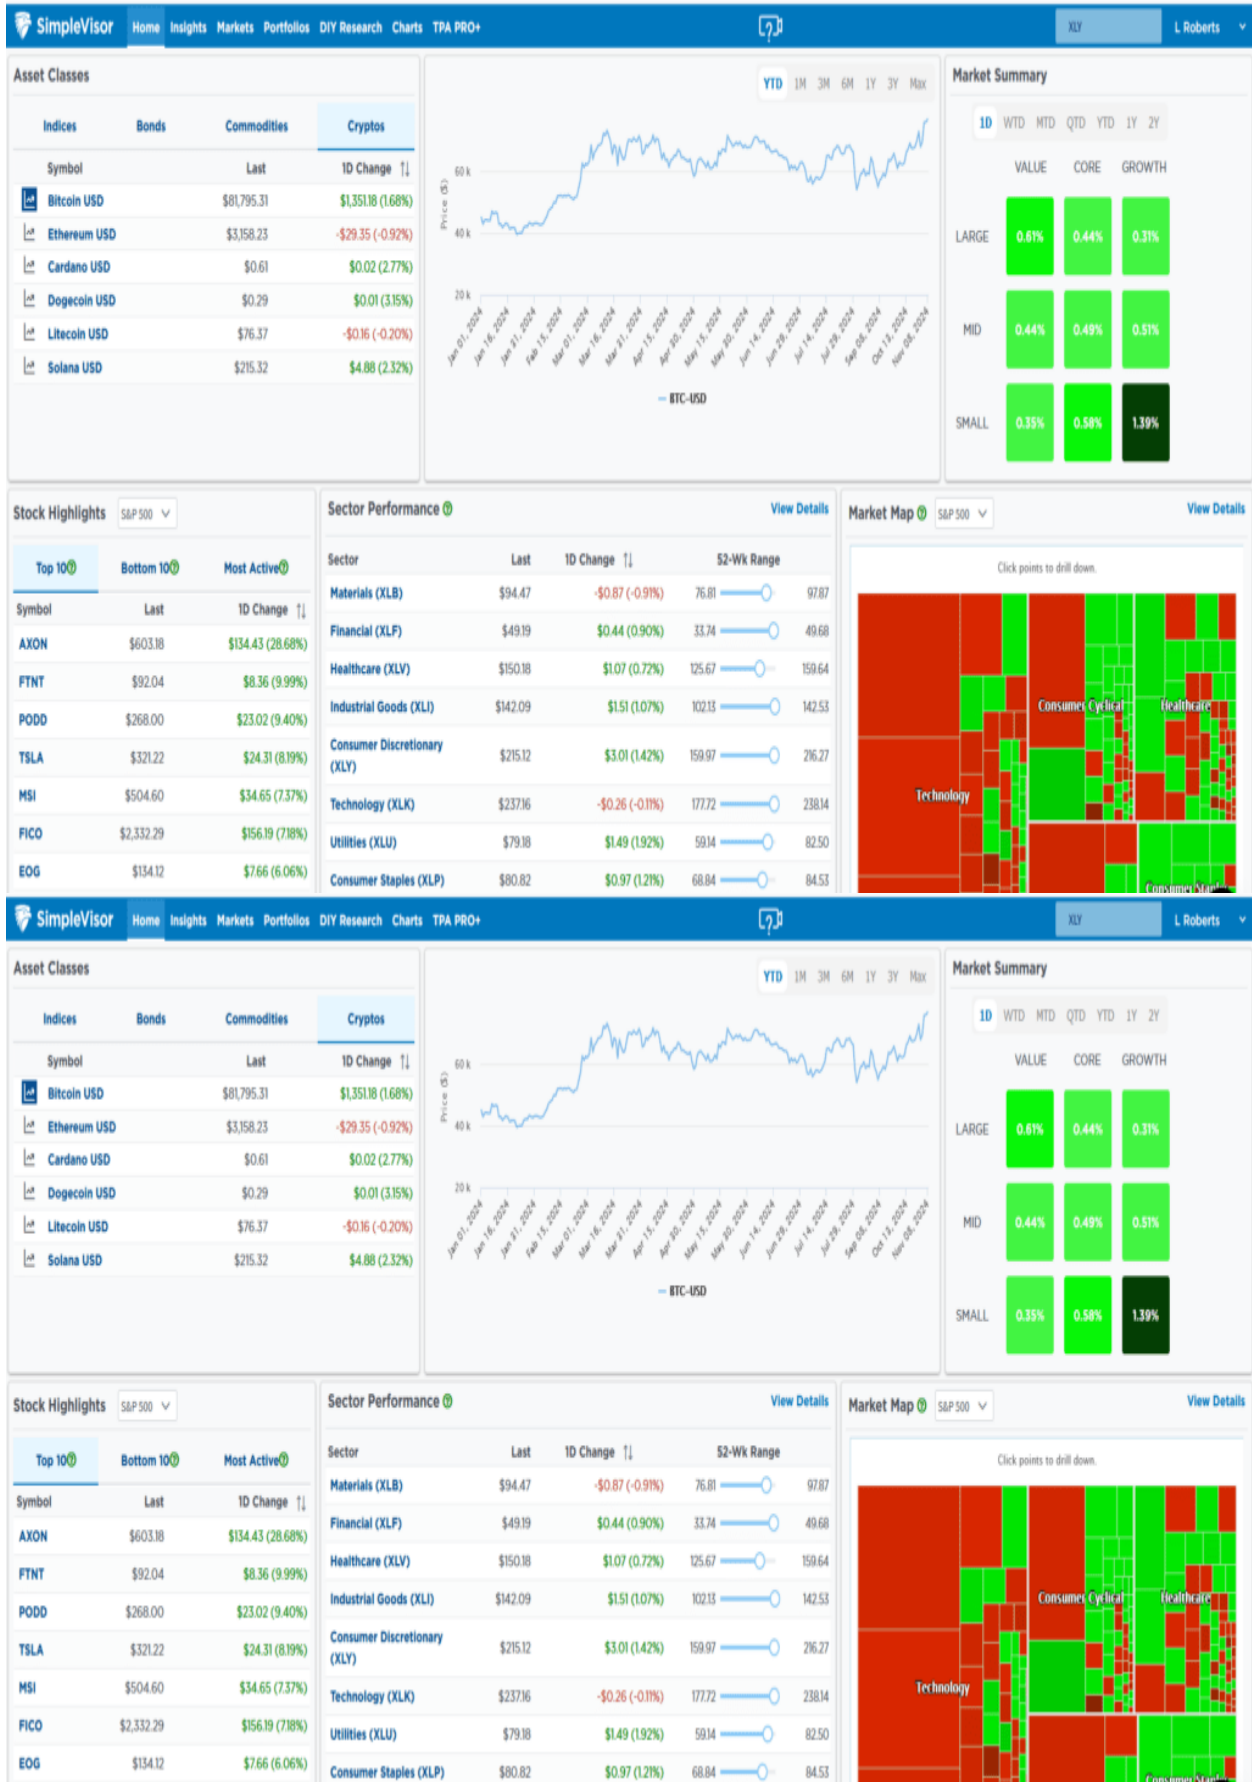 SimpleVisor Home Insights Markets Portfolios DIY Research Charts TPA PRO+ XLY L Roberts
Asset Classes
Indices Bonds Commodities Cryptos
Symbol Last 1D Change
Bitcoin USD $81,795.31 $1,351.18 (1.68%)
Ethereum USD $3,158.23 -$29.35 (-0.92%)
Cardano USD $0.61 $0.02 (2.77%)
Dogecoin USD $0.29 $0.01 (3.15%)
Litecoin USD $76.37 -$0.16 (-0.20%)
Solana USD $215.32 $4.88 (2.32%)
YTD 1M 3M 6M 1Y 3Y Max
Price ($)
60 k
40 k
20 k
Jan 01, 2024 Jan 16, 2024 Jan 31, 2024 Feb 15, 2024 Mar 01, 2024 Mar 16, 2024 Mar 31, 2024 Apr 15, 2024 Apr 30, 2024 May 15, 2024 May 30, 2024 Jun 14, 2024 Jun 29, 2024 Jul 14, 2024 Jul 29, 2024 Sep 08, 2024 Oct 13, 2024 Nov 08, 2024
BTC-USD
Market Summary
1D WTD MTD QTD YTD 1Y 2Y
VALUE CORE GROWTH
LARGE 0.61% 0.44% 0.31%
MID 0.44% 0.49% 0.51%
SMALL 0.35% 0.58% 1.39%
Stock Highlights S&P 500
Top 10 Bottom 10 Most Active
Symbol Last 1D Change
AXON $603.18 $134.43 (28.68%)
FTNT $92.04 $8.36 (9.99%)
PODD $268.00 $23.02 (9.40%)
TSLA $321.22 $24.31 (8.19%)
MSI $504.60 $34.65 (7.37%)
FICO $2,332.29 $156.19 (7.18%)
EOG $134.12 $7.66 (6.06%)
Sector Performance View Details
Sector Last 1D Change 52-Wk Range
Materials (XLB) $94.47 -$0.87 (-0.91%) 76.81 97.87
Financial (XLF) $49.19 $0.44 (0.90%) 33.74 49.68
Healthcare (XLV) $150.18 $1.07 (0.72%) 125.67 159.64
Industrial Goods (XLI) $142.09 $1.51 (1.07%) 102.13 142.53
Consumer Discretionary
(XLY) $215.12 $3.01 (1.42%) 159.97 216.27
Technology (XLK) $237.16 -$0.26 (-0.11%) 177.72 238.14
Utilities (XLU) $79.18 $1.49 (1.92%) 59.14 82.50
Consumer Staples (XLP) $80.82 $0.97 (1.21%) 68.84 84.53
Market Map S&P 500 View Details
Click points to drill down.
Consumer Cyclical Healthcare
Technology
Consumer
SimpleVisor Home Insights Markets Portfolios DIY Research Charts TPA PRO+ XLY L Roberts
Asset Classes
Indices Bonds Commodities Cryptos
Symbol Last 1D Change
Bitcoin USD $81,795.31 $1,351.18 (1.68%)
Ethereum USD $3,158.23 -$29.35 (-0.92%)
Cardano USD $0.61 $0.02 (2.77%)
Dogecoin USD $0.29 $0.01 (3.15%)
Litecoin USD $76.37 -$0.16 (-0.20%)
Solana USD $215.32 $4.88 (2.32%)
YTD 1M 3M 6M 1Y 3Y Max
Price ($)
60 k
40 k
20 k
Jan 01, 2024 Jan 16, 2024 Jan 31, 2024 Feb 15, 2024 Mar 01, 2024 Mar 16, 2024 Mar 31, 2024 Apr 15, 2024 Apr 30, 2024 May 15, 2024 May 30, 2024 Jun 14, 2024 Jun 29, 2024 Jul 14, 2024 Jul 29, 2024 Sep 08, 2024 Oct 13, 2024 Nov 08, 2024
BTC-USD
Market Summary
1D WTD MTD QTD YTD 1Y 2Y
VALUE CORE GROWTH
LARGE 0.61% 0.44% 0.31%
MID 0.44% 0.49% 0.51%
SMALL 0.35% 0.58% 1.39%
Stock Highlights S&P 500
Top 10 Bottom 10 Most Active
Symbol Last 1D Change
AXON $603.18 $134.43 (28.68%)
FTNT $92.04 $8.36 (9.99%)
PODD $268.00 $23.02 (9.40%)
TSLA $321.22 $24.31 (8.19%)
MSI $504.60 $34.65 (7.37%)
FICO $2,332.29 $156.19 (7.18%)
EOG $134.12 $7.66 (6.06%)
Sector Performance View Details
Sector Last 1D Change 52-Wk Range
Materials (XLB) $94.47 -$0.87 (-0.91%) 76.81 97.87
Financial (XLF) $49.19 $0.44 (0.90%) 33.74 49.68
Healthcare (XLV) $150.18 $1.07 (0.72%) 125.67 159.64
Industrial Goods (XLI) $142.09 $1.51 (1.07%) 102.13 142.53
Consumer Discretionary
(XLY) $215.12 $3.01 (1.42%) 159.97 216.27
Technology (XLK) $237.16 -$0.26 (-0.11%) 177.72 238.14
Utilities (XLU) $79.18 $1.49 (1.92%) 59.14 82.50
Consumer Staples (XLP) $80.82 $0.97 (1.21%) 68.84 84.53
Market Map S&P 500 View Details
Click points to drill down.
Consumer Cyclical Healthcare
Technology
Consumer